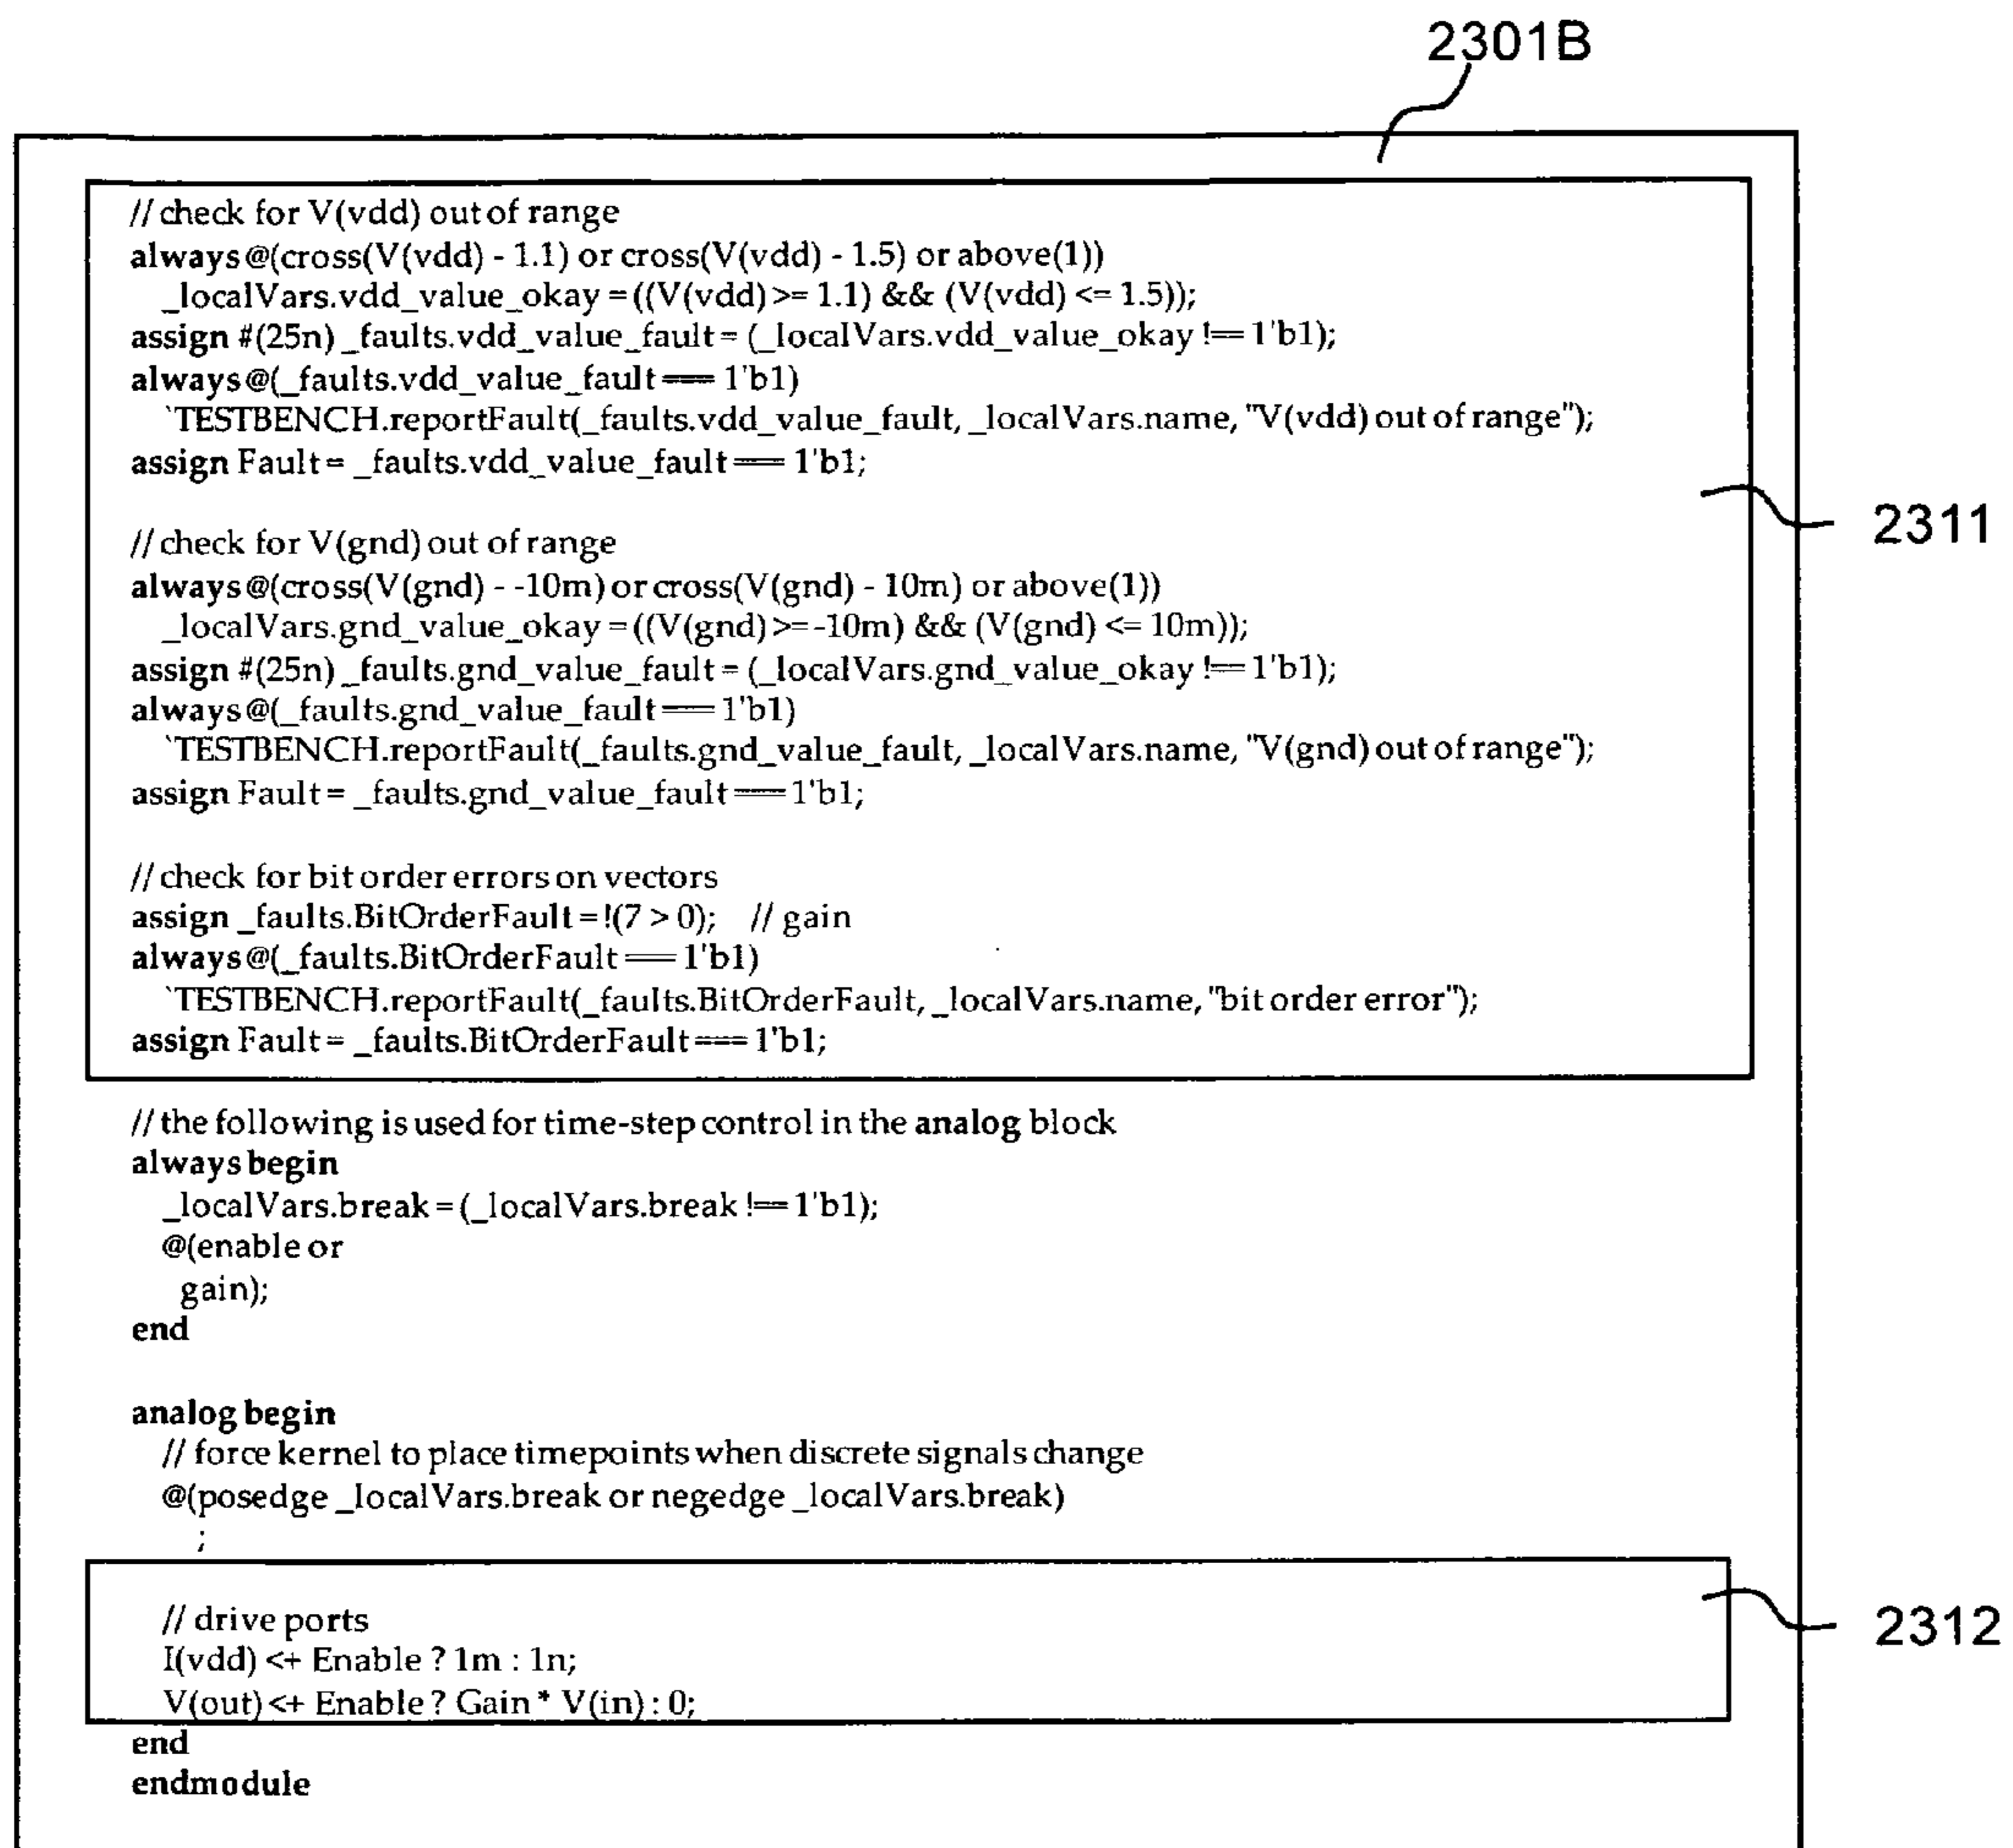 2301B
// check for V(vdd) out of range
always @(cross(V(vdd) - 1.1) or cross(V(vdd) - 1.5) or above(1))
_localVars.vdd_value_okay = ((V(vdd) >= 1.1) && (V(vdd) <= 1.5));
assign #(25n) _faults.vdd_value_fault = (_localVars.vdd_value_okay !== 1'b1);
always @(_faults.vdd_value_fault === 1'b1)
`TESTBENCH.reportFault(_faults.vdd_value_fault, _localVars.name, "V(vdd) out of range");
assign Fault = _faults.vdd_value_fault === 1'b1;
2311
// check for V(gnd) out of range
always @(cross(V(gnd) - -10m) or cross(V(gnd) - 10m) or above(1))
_localVars.gnd_value_okay = ((V(gnd) >= -10m) && (V(gnd) <= 10m));
assign #(25n) _faults.gnd_value_fault = (_localVars.gnd_value_okay !== 1'b1);
always @(_faults.gnd_value_fault === 1'b1)
`TESTBENCH.reportFault(_faults.gnd_value_fault, _localVars.name, "V(gnd) out of range");
assign Fault = _faults.gnd_value_fault === 1'b1;
// check for bit order errors on vectors
assign _faults.BitOrderFault = !(7 > 0); // gain
always @(_faults.BitOrderFault === 1'b1)
`TESTBENCH.reportFault(_faults.BitOrderFault, _localVars.name, "bit order error");
assign Fault = _faults.BitOrderFault === 1'b1;
// the following is used for time-step control in the analog block
always begin
_localVars.break = (_localVars.break !== 1'b1);
@(enable or
gain);
end
analog begin
// force kernel to place timepoints when discrete signals change
@(posedge _localVars.break or negedge _localVars.break)
;
// drive ports
2312
I(vdd) <+ Enable ? 1m : 1n;
V(out) <+ Enable ? Gain * V(in) : 0;
end
endmodule